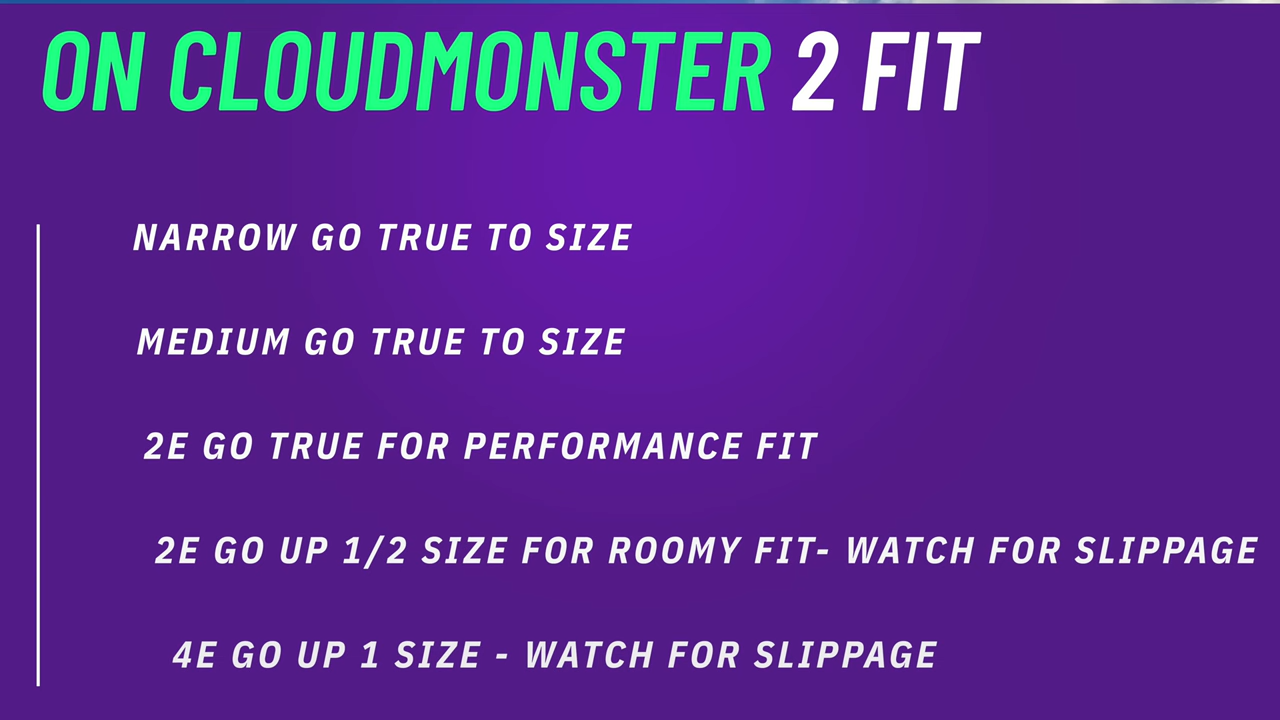 ON CLOUDMONSTER 2 FIT
NARROW GO TRUE TO SIZE
MEDIUM GO TRUE TO SIZE
2E GO TRUE FOR PERFORMANCE FIT
2E GO UP 1/2 SIZE FOR ROOMY FIT- WATCH FOR SLIPPAGE
4E GO UP 1 SIZE - WATCH FOR SLIPPAGE